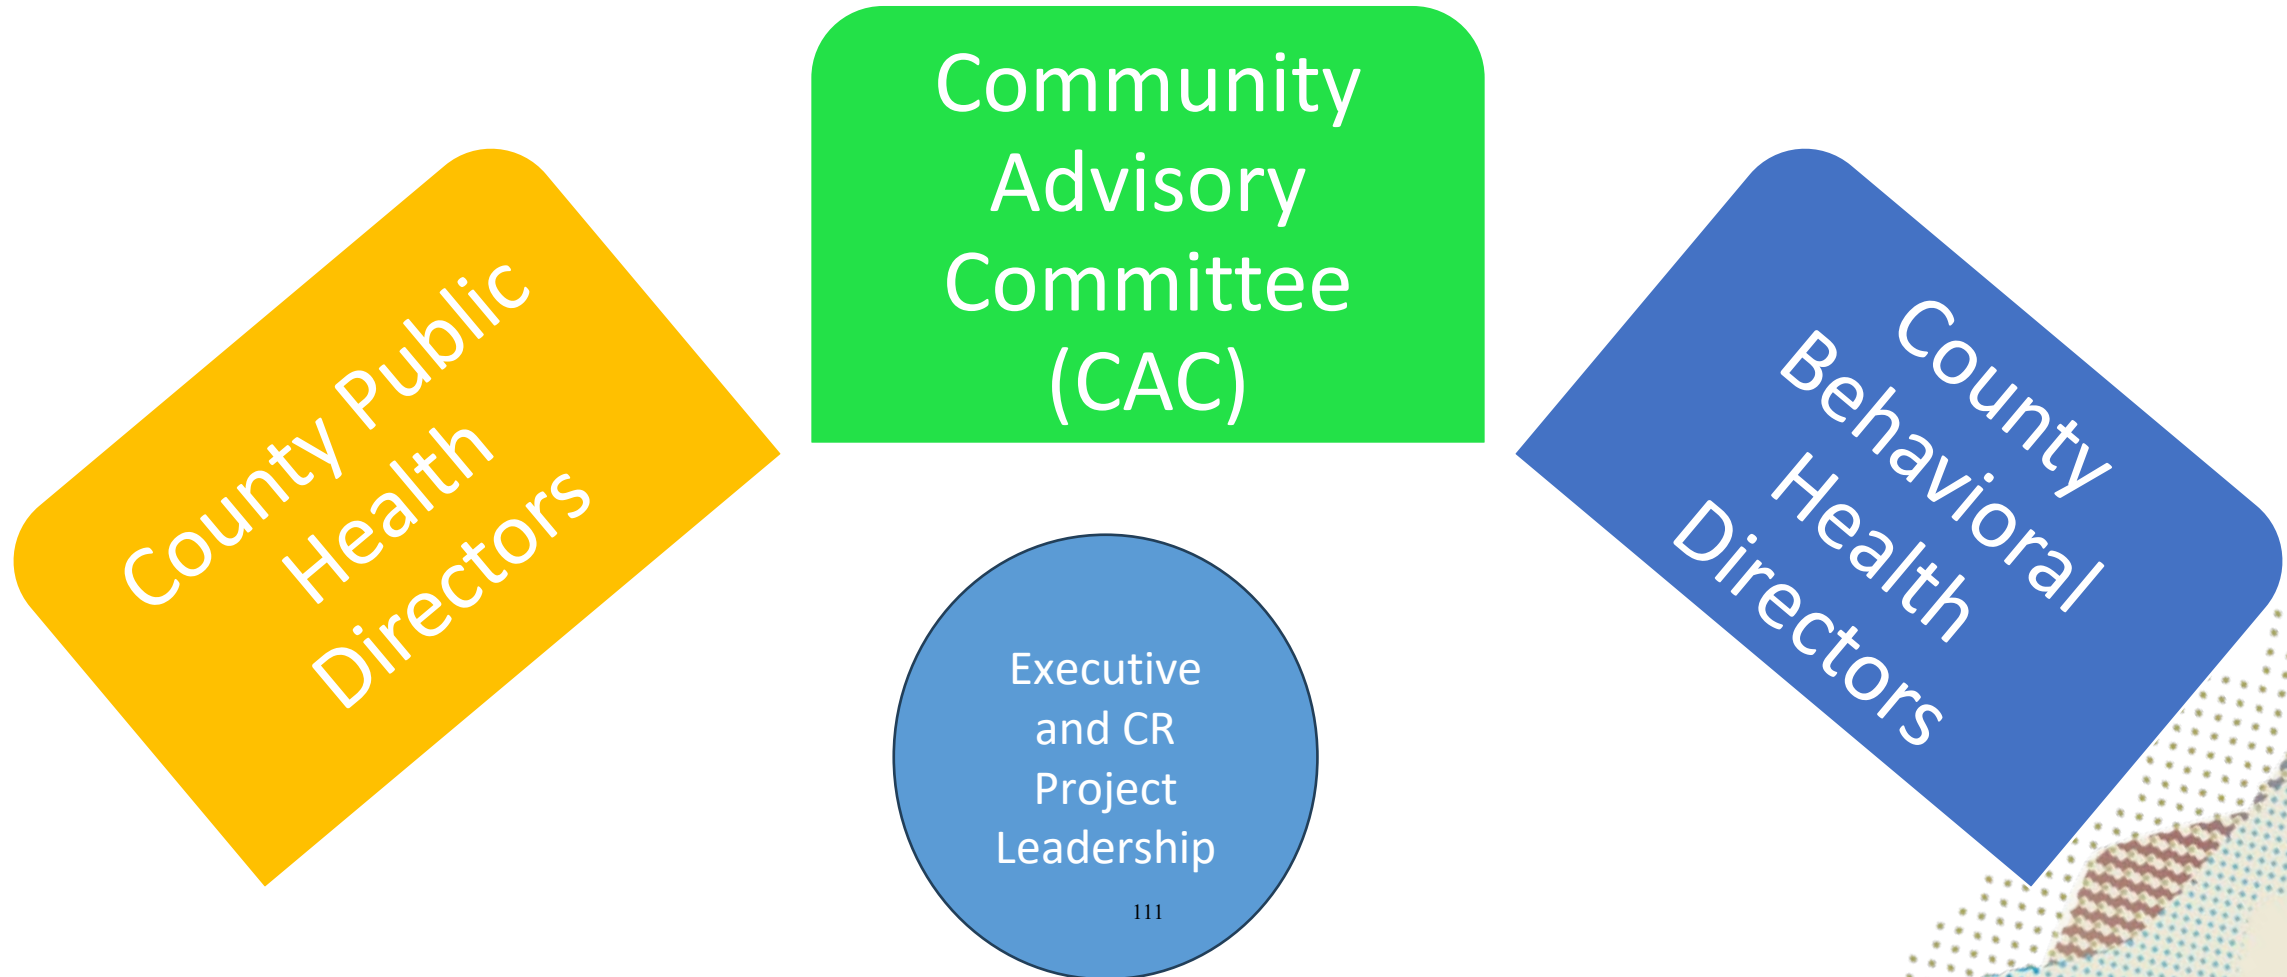 Community
Advisory
Committee
(CAC)
County Public
Health
Directors
County
Behavioral
Health
Directors
Executive
and CR
Project
Leadership
111